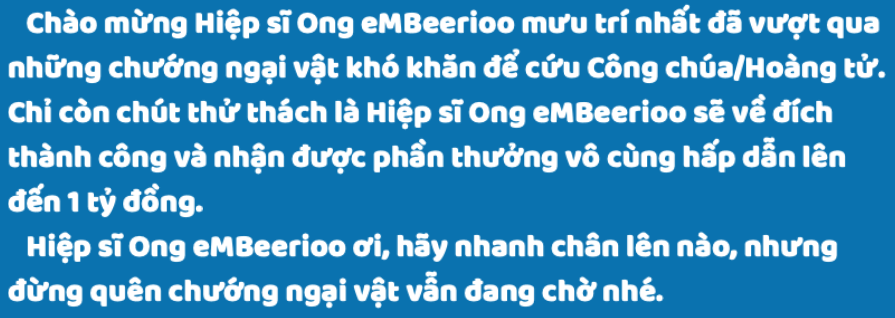 Chào mừng Hiệp sĩ Ong eMBeerioo mưu trí nhất đã vượt qua
những chướng ngại vật khó khăn để cứu Công chúa/Hoàng tử.
Chỉ còn chút thử thách là Hiệp sĩ Ong eMBeerioo sẽ về đích
thành công và nhận được phần thưởng vô cùng hấp dẫn lên
đến 1 tỷ đồng.
Hiệp sĩ Ong eMBeerioo ơi, hãy nhanh chân lên nào, nhưng
đừng quên chướng ngại vật vẫn đang chờ nhé.